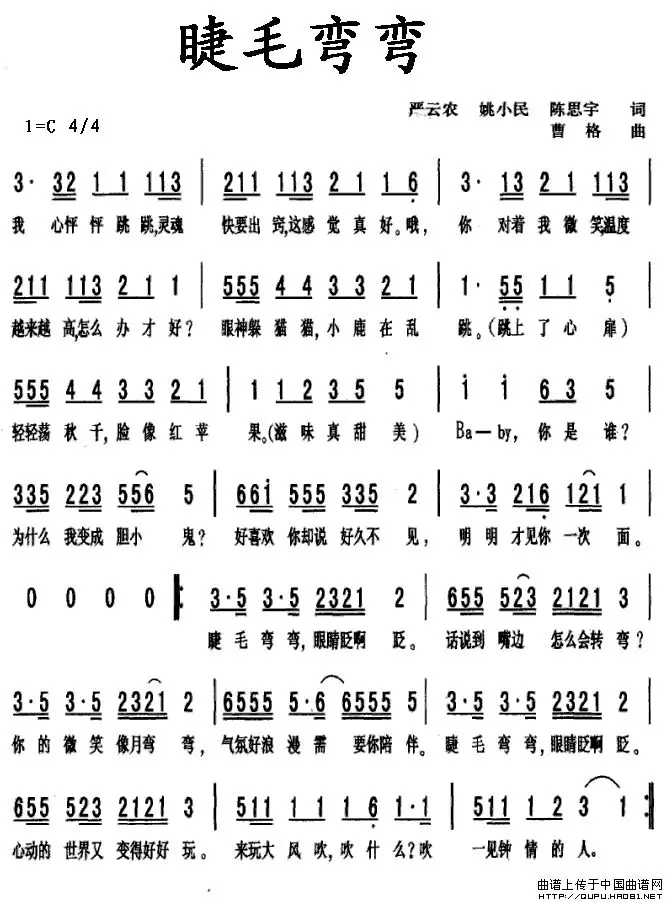 睫毛弯弯
严云农 姚小民 陈思宇 词
1=C 4/4
曹格 曲
3· 32 1 1 113 | 211 113 2 1 1 6 | 3· 13 2 1 113 |
我 心怦 怦 跳 跳,灵魂 快要出 窍,这感 觉 真 好。哦, 你 对着 我 微 笑,温度
211 113 2 1 1 | 555 4 4 3 3 2 1 | 1· 55 1 1 5 |
越来越 高,怎么 办 才 好? 眼神躲 猫 猫,小 鹿 在 乱 跳。(跳上 了 心 扉)
555 4 4 3 3 2 1 | 1 1 2 3 5 5 | i i 6 3 5 |
轻轻荡 秋 千,脸 像 红 苹 果。(滋 味 真 甜 美) Ba—by,你 是 谁?
335 223 556 5 | 66i 555 335 2 | 3·3 216 121 1 |
为什么 我变成 胆小 鬼? 好喜欢 你却说 好久不 见, 明 明 才见你 一次 面。
0 0 0 0 ‖: 3·5 3·5 2321 2 | 655 523 2121 3 |
睫 毛 弯 弯,眼睛眨啊 眨。 话说到 嘴边 怎么会转 弯?
3·5 3·5 2321 2 | 6555 5·6 6555 5 | 3·5 3·5 2321 2 |
你 的 微 笑 像月弯 弯, 气氛好浪 漫 需 要你陪 伴。 睫 毛 弯 弯,眼睛眨啊 眨。
655 523 2121 3 | 511 1 1 1 6 1·1 | 511 1 2 3 1 :‖
心动的 世界又 变得好好 玩。 来玩大 风 吹,吹 什 么?吹 一见钟 情 的 人。
曲谱上传于中国曲谱网
HTTP://QUPU.HAO81.NET